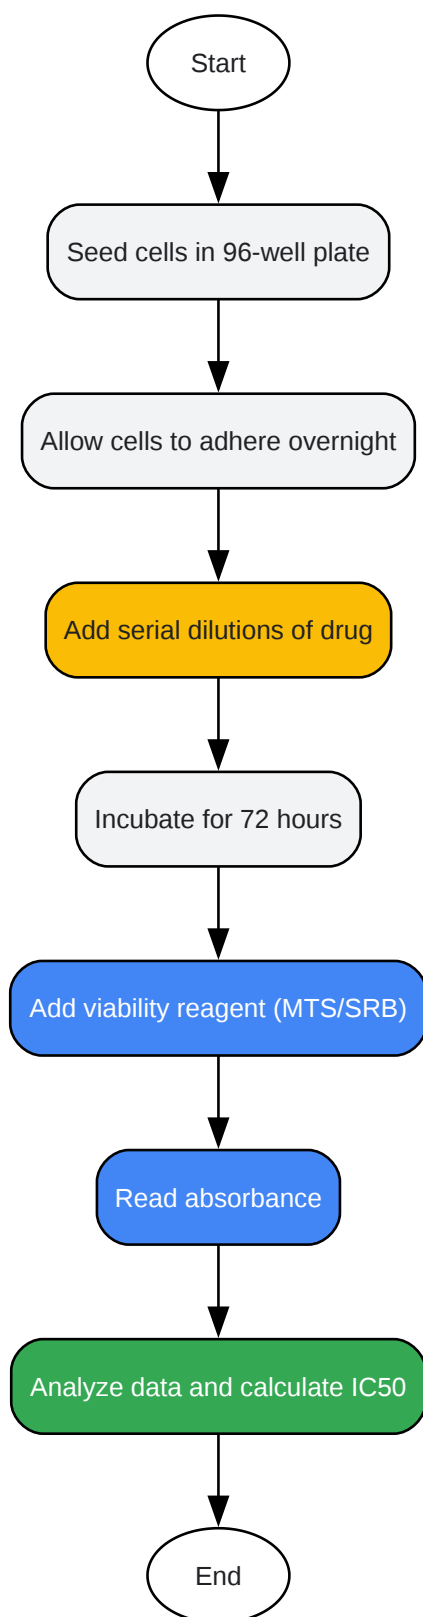 Start
Seed cells in 96-well plate
Allow cells to adhere overnight
Add serial dilutions of drug
Incubate for 72 hours
Add viability reagent (MTS/SRB)
Read absorbance
Analyze data and calculate IC50
End